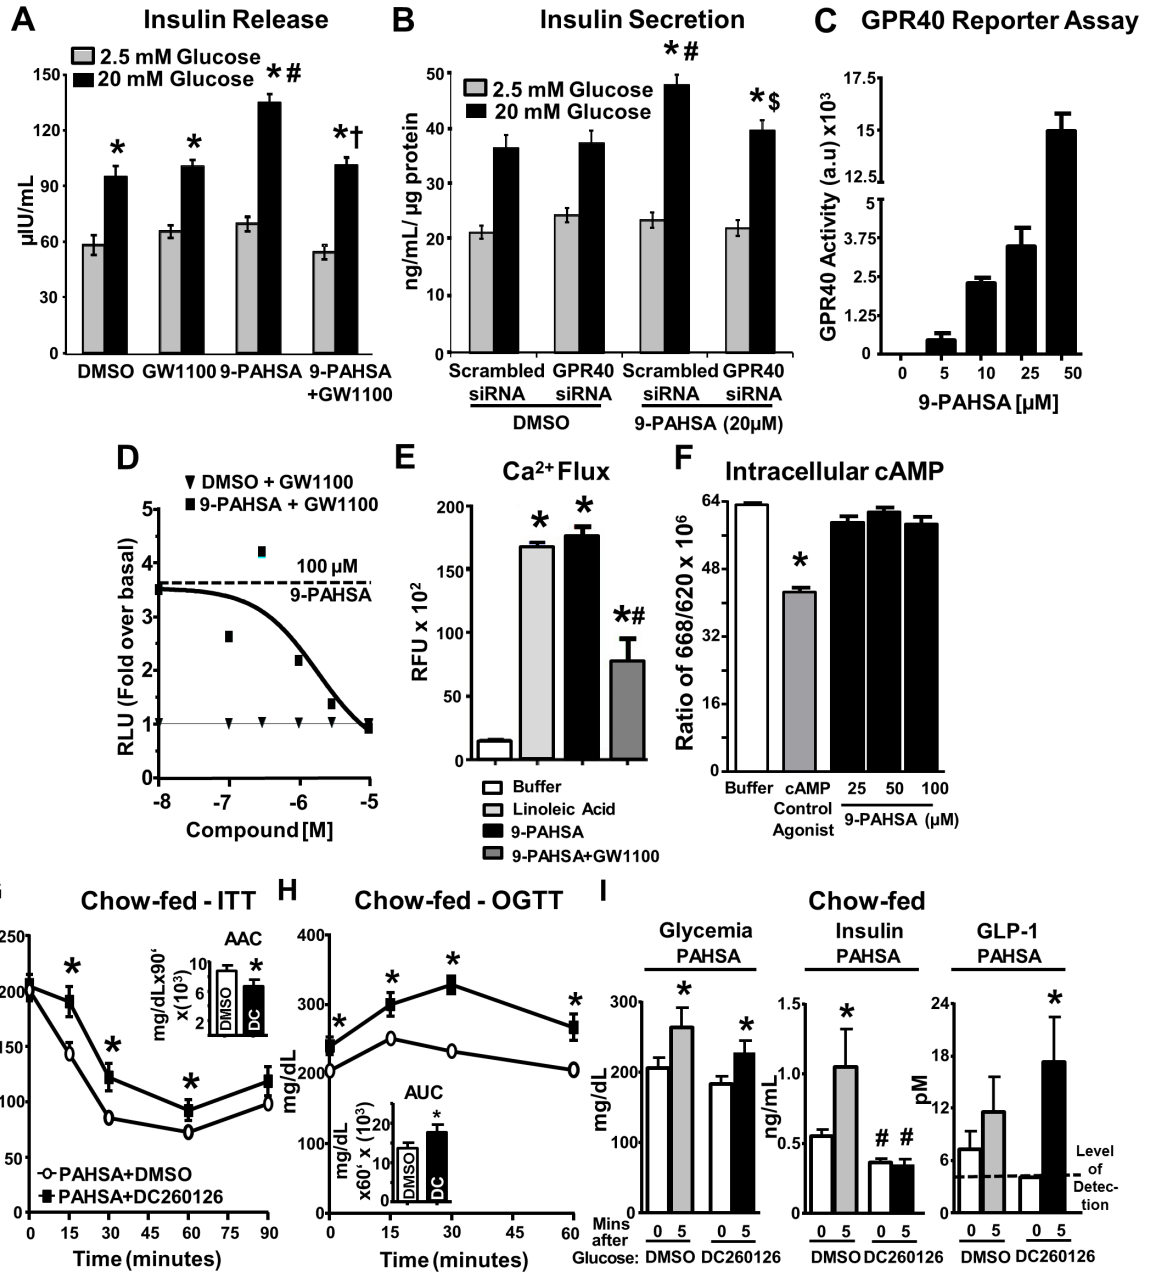 A
Insulin Release
2.5 mM Glucose
20 mM Glucose
150
120
90
60
30
0
µIU/mL
*
*
*#
*†
DMSO GW1100 9-PAHSA 9-PAHSA
+GW1100
B
Insulin Secretion
2.5 mM Glucose
20 mM Glucose
50
40
30
20
10
0
ng/mL/ µg protein
*#
*$
Scrambled GPR40 Scrambled GPR40
siRNA siRNA siRNA siRNA
DMSO 9-PAHSA (20µM)
C
GPR40 Reporter Assay
17.5
15
12.5
5
3.75
2.5
1.25
0
GPR40 Activity (a.u) x10³
0 5 10 25 50
9-PAHSA [µM]
D
DMSO + GW1100
9-PAHSA + GW1100
5
4
3
2
1
0
RLU (Fold over basal)
100 µM
9-PAHSA
-8 -7 -6 -5
Compound [M]
E
Ca²⁺ Flux
200
150
100
50
0
RFU x 10²
*
*
*#
Buffer
Linoleic Acid
9-PAHSA
9-PAHSA+GW1100
F
Intracellular cAMP
64
48
32
16
0
Ratio of 668/620 x 10⁶
*
Buffer cAMP 25 50 100
Control
Agonist
9-PAHSA (µM)
Chow-fed - ITT
250
200
150
100
50
0
*
*
*
AAC
10
6
2
mg/dLx90‘
x(10³)
DMSO
DC
*
PAHSA+DMSO
PAHSA+DC260126
0 15 30 45 60 75 90
Time (minutes)
H
Chow-fed - OGTT
400
300
200
100
0
mg/dL
*
*
*
*
AUC
20
10
0
mg/dL
x60‘ x (10³)
DMSO
DC
*
0 15 30 45 60
Time (minutes)
I
Chow-fed
Glycemia
PAHSA
300
200
100
0
mg/dL
*
*
Mins
after
Glucose:
0 5 0 5
DMSO DC260126
Insulin
PAHSA
1.5
1.0
0.5
0
ng/mL
*
# #
0 5 0 5
DMSO DC260126
GLP-1
PAHSA
24
18
12
6
0
pM
*
Level
of
Detec-
tion
0 5 0 5
DMSO DC260126